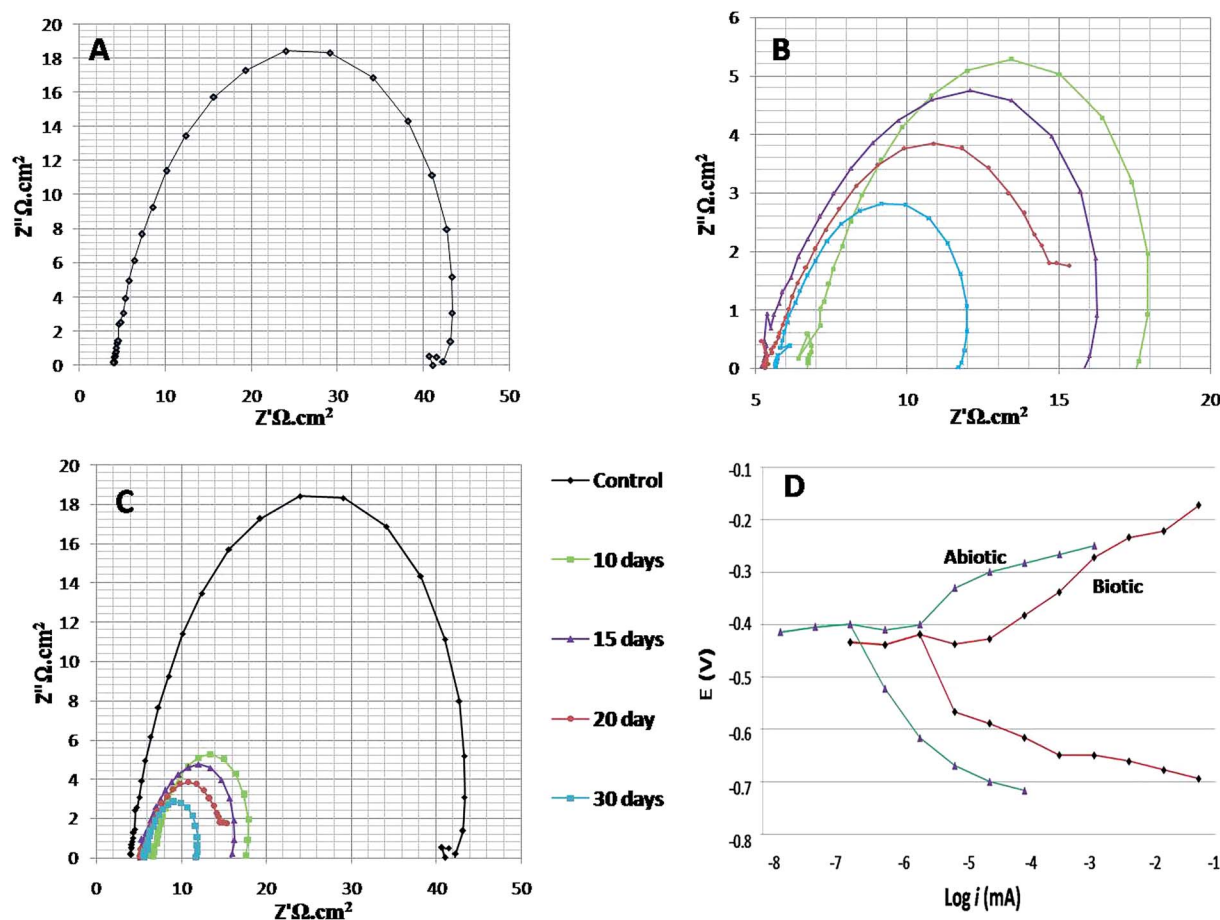 A
20
18
16
14
12
10
8
6
4
2
0
Z''Ω.cm²
0 10 20 30 40 50
Z'Ω.cm²
B
6
5
4
3
2
1
0
Z''Ω.cm²
5 10 15 20
Z'Ω.cm²
C
20
18
16
14
12
10
8
6
4
2
0
Z''Ω.cm²
0 10 20 30 40 50
Z'Ω.cm²
Control
10 days
15 days
20 day
30 days
D
-0.1
-0.2
-0.3
-0.4
-0.5
-0.6
-0.7
-0.8
E (V)
Abiotic
Biotic
-8 -7 -6 -5 -4 -3 -2 -1
Log i (mA)